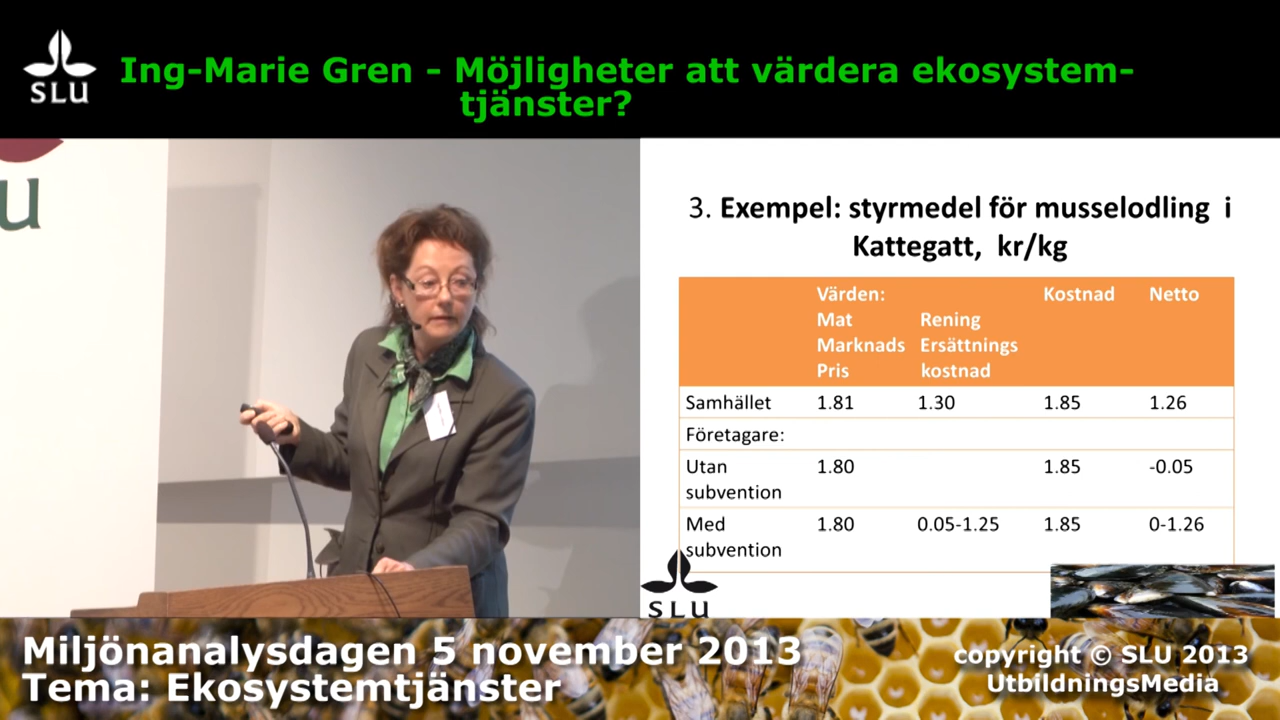 SLU
Ing-Marie Gren - Möjligheter att värdera ekosystem-
tjänster?
LU
3. Exempel: styrmedel för musselodling i
Kattegatt, kr/kg
Värden: Kostnad Netto
Mat Rening
Marknads Ersättnings
Pris kostnad
Samhället 1.81 1.30 1.85 1.26
Företagare:
Utan 1.80 1.85 -0.05
subvention
Med 1.80 0.05-1.25 1.85 0-1.26
subvention
SLU
Miljönanalysdagen 5 november 2013
Tema: Ekosystemtjänster
copyright © SLU 2013
UtbildningsMedia